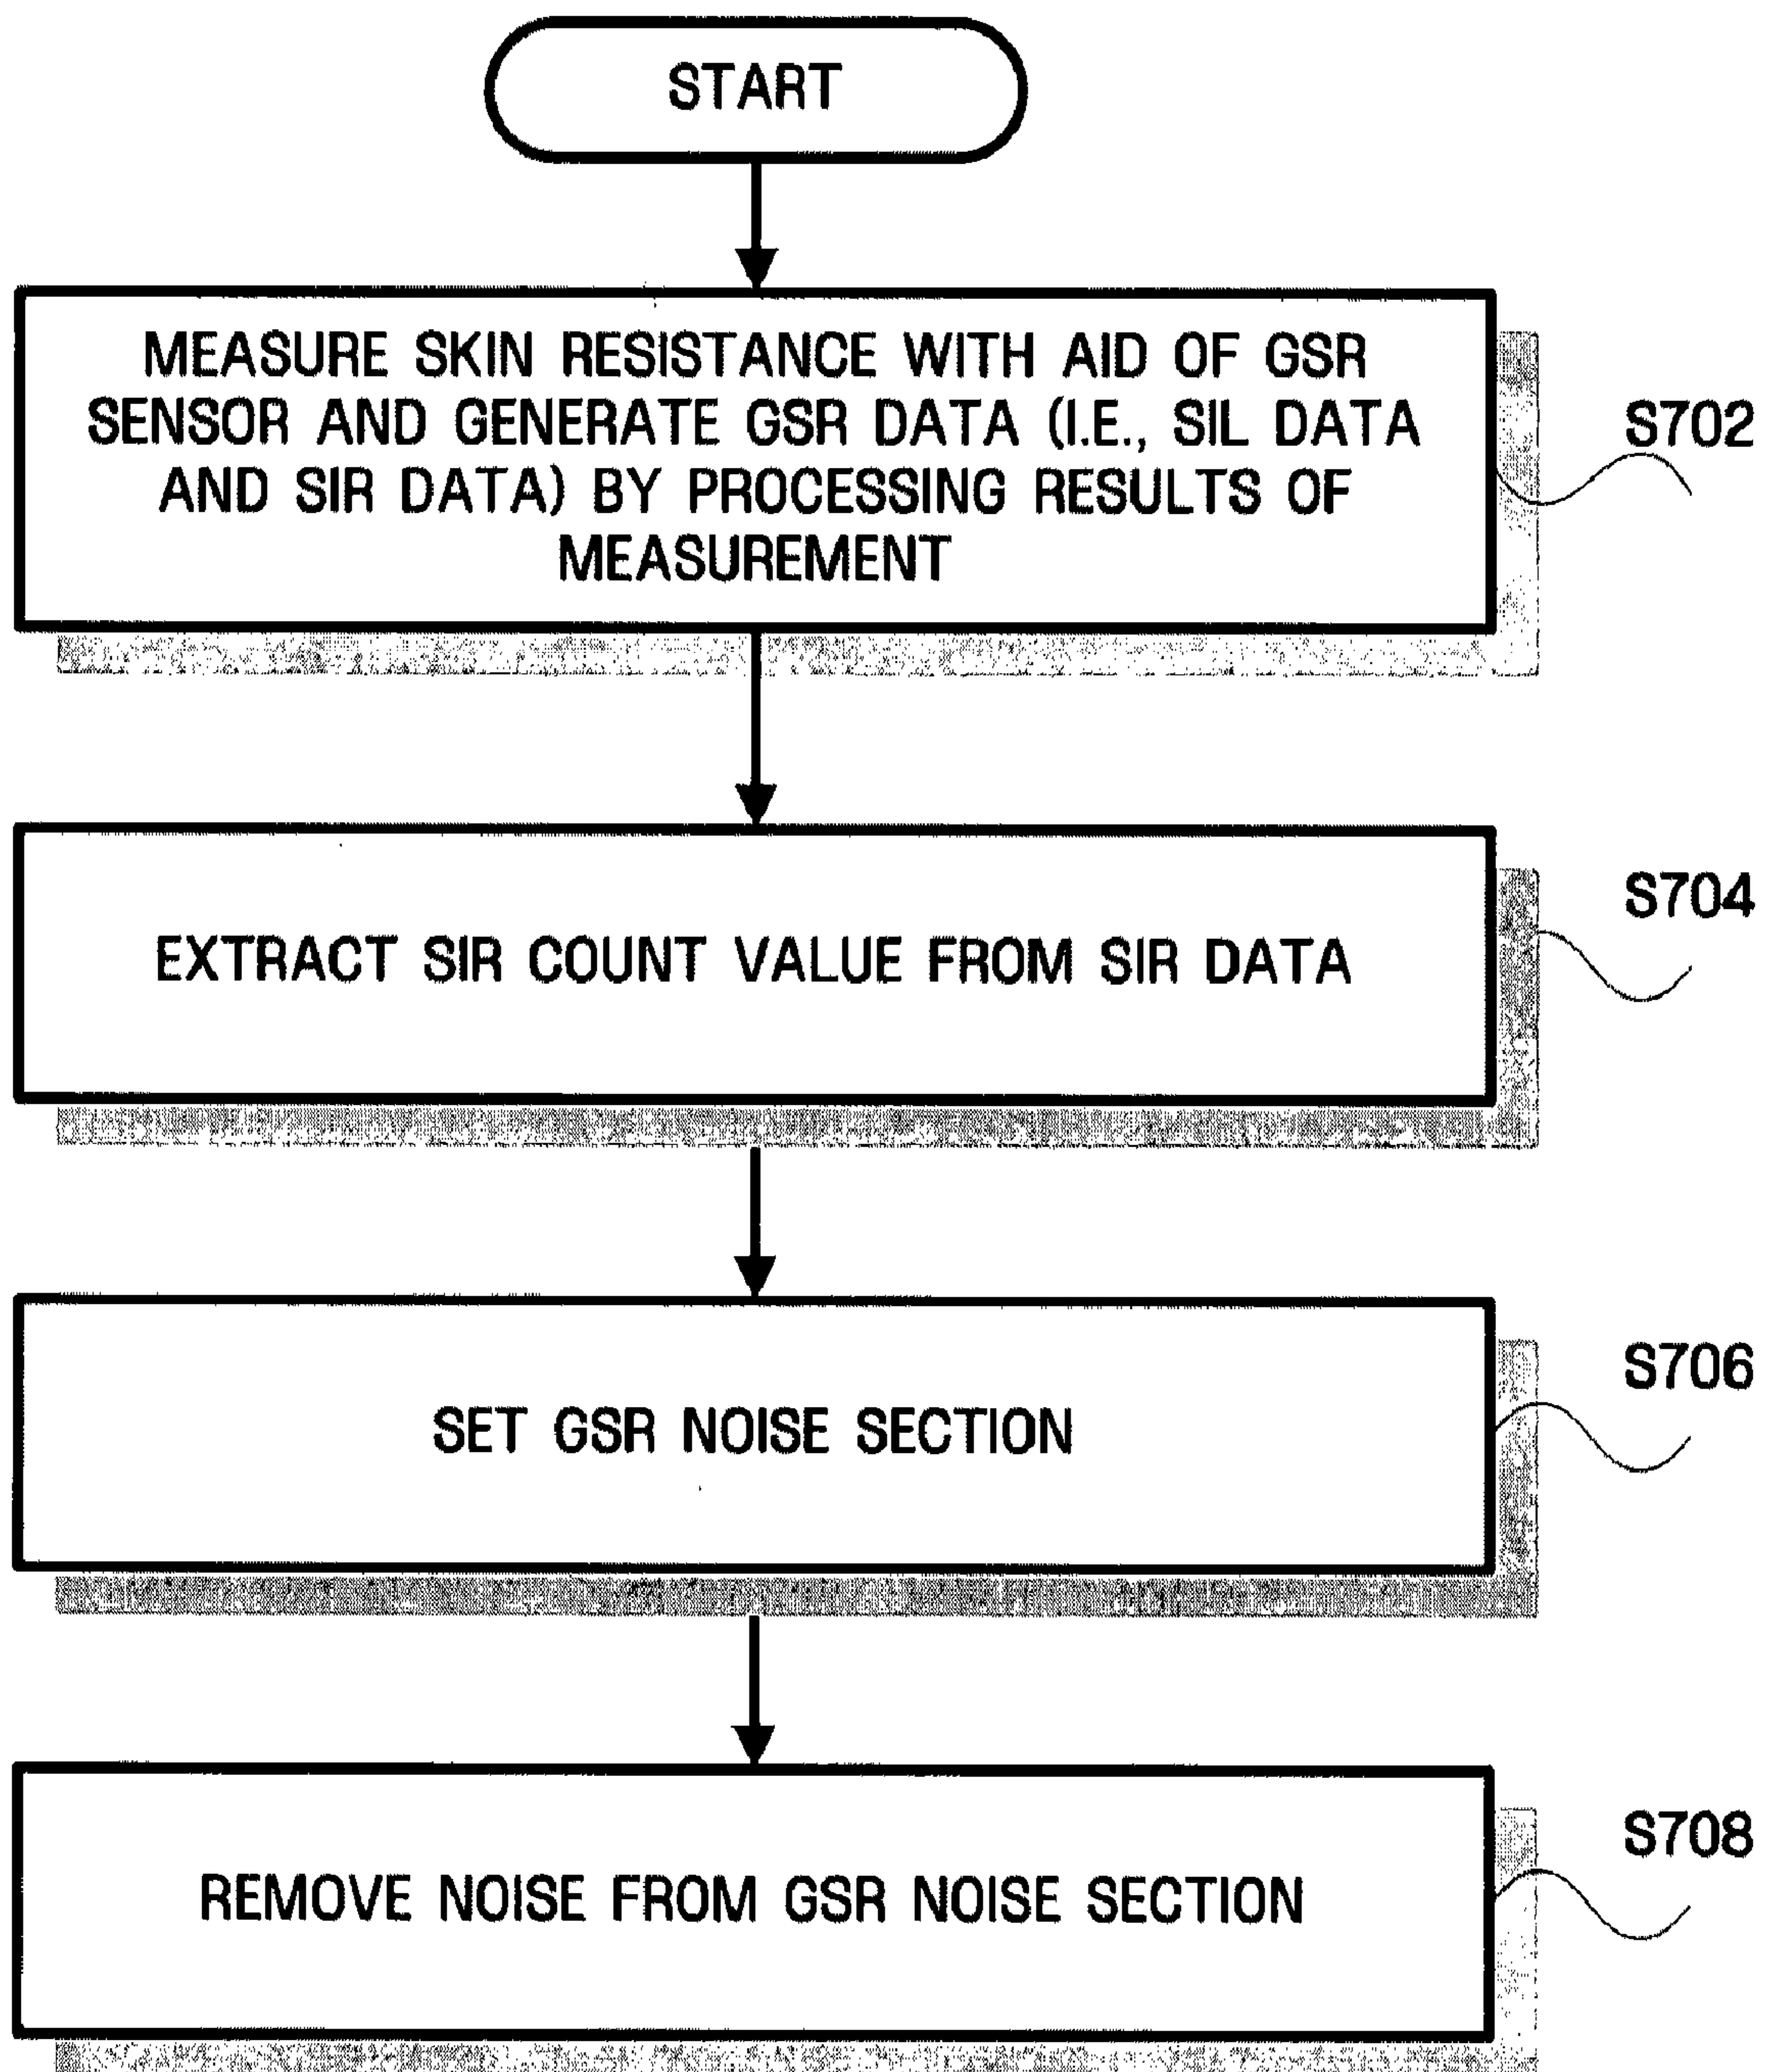 START
MEASURE SKIN RESISTANCE WITH AID OF GSR
SENSOR AND GENERATE GSR DATA (I.E., SIL DATA
AND SIR DATA) BY PROCESSING RESULTS OF
MEASUREMENT
S702
EXTRACT SIR COUNT VALUE FROM SIR DATA
S704
SET GSR NOISE SECTION
S706
REMOVE NOISE FROM GSR NOISE SECTION
S708